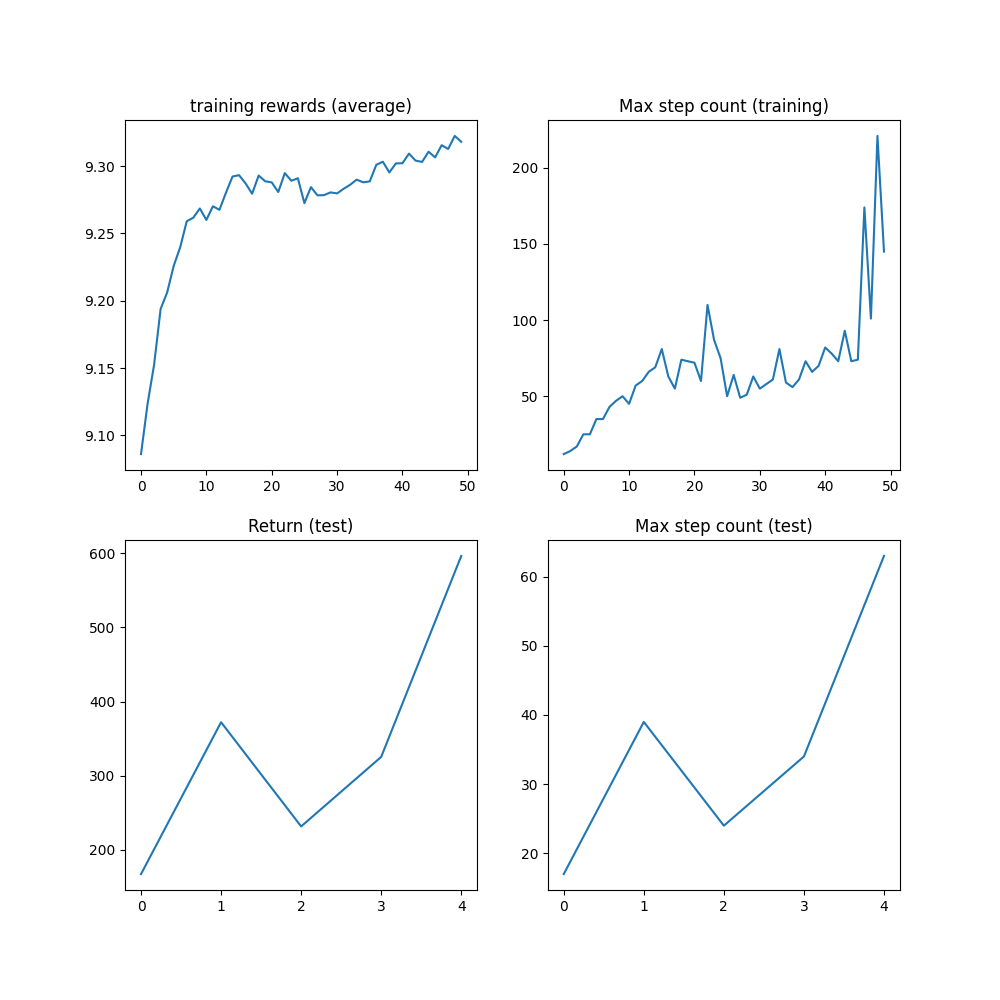 training rewards (average)
9.30
9.25
9.20
9.15
9.10
0 10 20 30 40 50
Max step count (training)
200
150
100
50
0 10 20 30 40 50
Return (test)
600
500
400
300
200
0 1 2 3 4
Max step count (test)
60
50
40
30
20
0 1 2 3 4